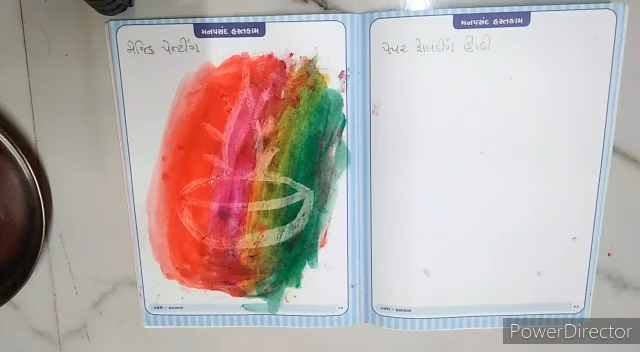 મનપસંદ હસ્તકામ
મેજિક પેન્ટીંગ
મનપસંદ હસ્તકામ
પેપર ફોલ્ડીંગ હોડી
PowerDirector